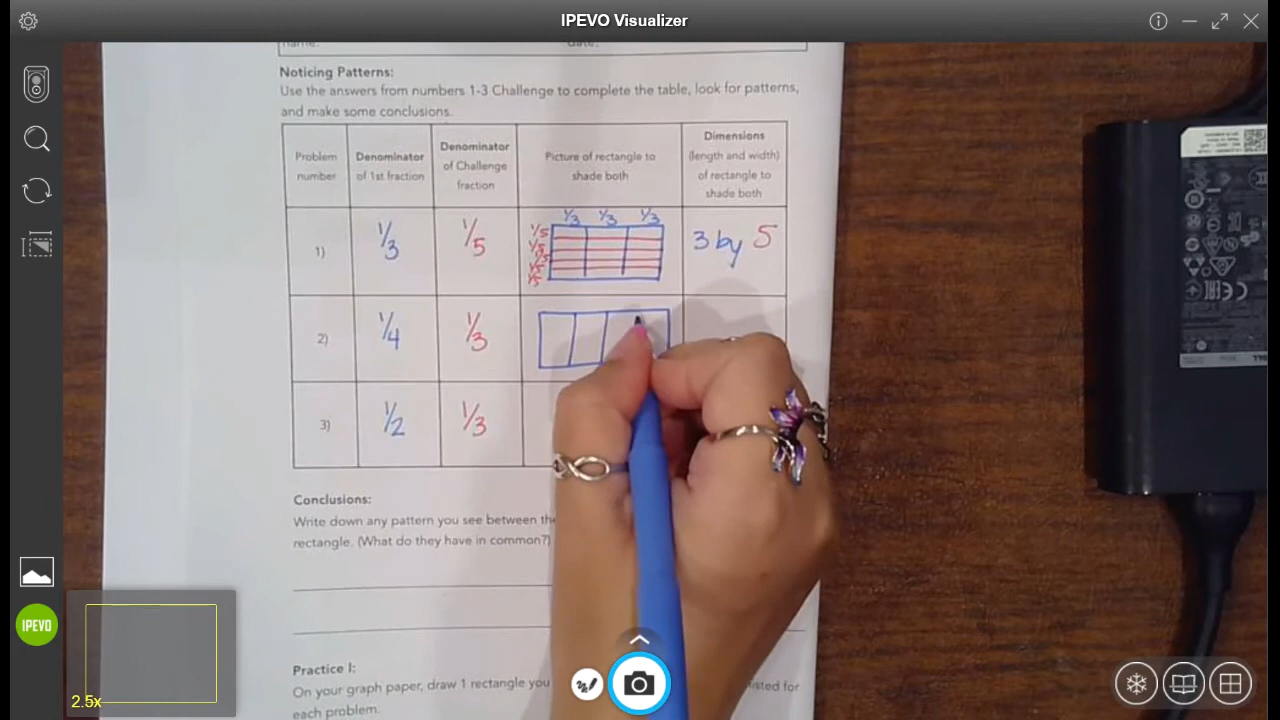 IPEVO Visualizer
name: date:
Noticing Patterns:
Use the answers from numbers 1-3 Challenge to complete the table, look for patterns,
and make some conclusions.
Problem number
Denominator of 1st fraction
Denominator of Challenge fraction
Picture of rectangle to shade both
Dimensions (length and width) of rectangle to shade both
1) 1/3 1/5
1/3 1/3 1/3
1/5
1/5
1/5
1/5
1/5
3 by 5
2) 1/4 1/3
3) 1/2 1/3
Conclusions:
Write down any pattern you see between the
rectangle. (What do they have in common?)
Practice I:
On your graph paper, draw 1 rectangle you listed for
each problem.
IPEVO
2.5x